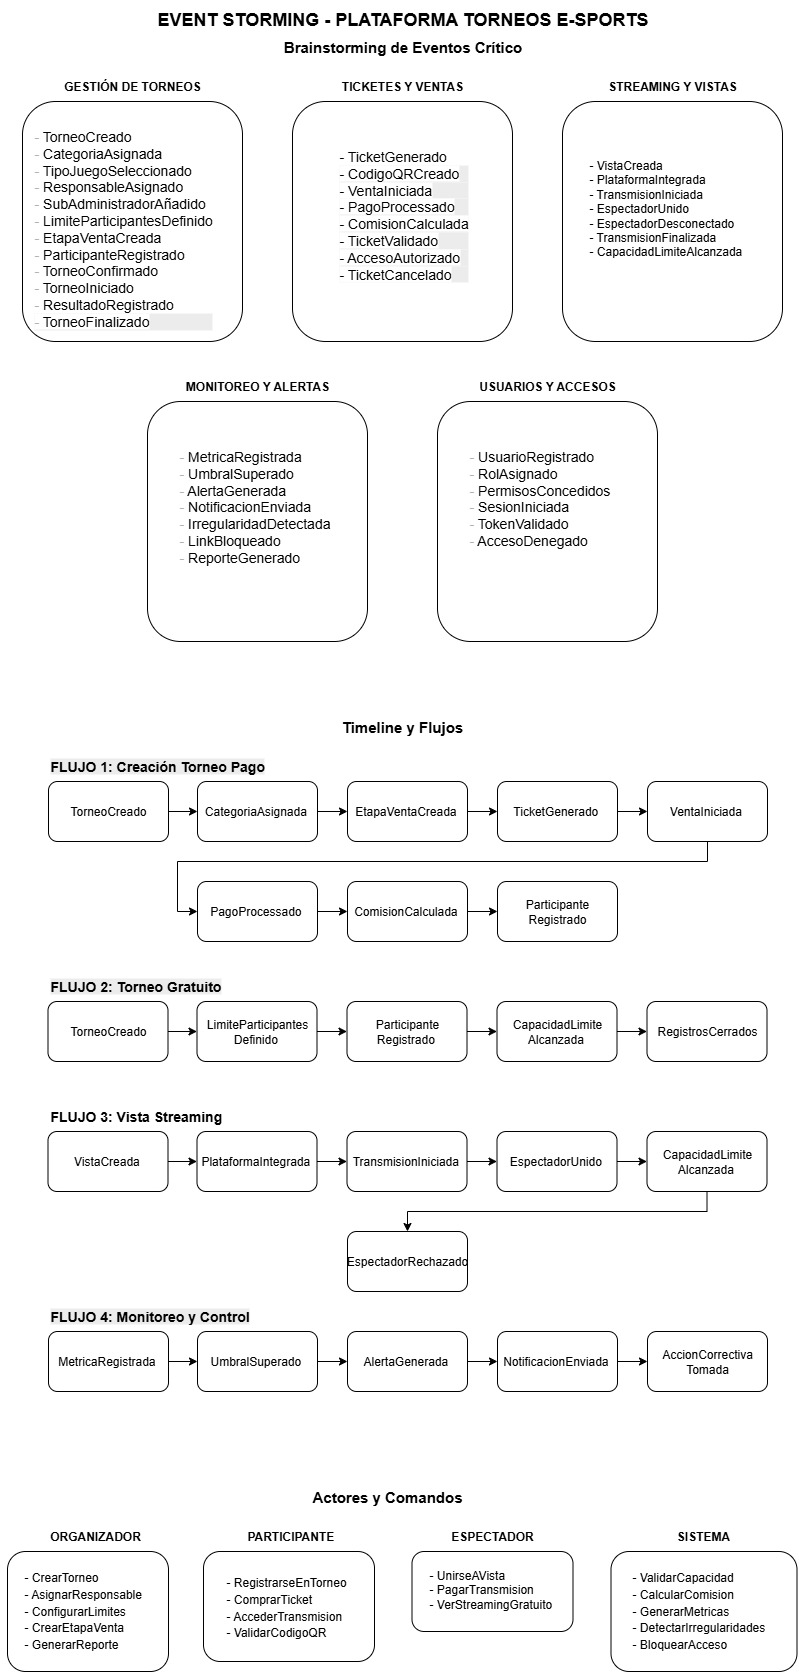 EVENT STORMING - PLATAFORMA TORNEOS E-SPORTS
Brainstorming de Eventos Crítico
GESTIÓN DE TORNEOS
- TorneoCreado
- CategoriaAsignada
- TipoJuegoSeleccionado
- ResponsableAsignado
- SubAdministradorAñadido
- LimiteParticipantesDefinido
- EtapaVentaCreada
- ParticipanteRegistrado
- TorneoConfirmado
- TorneoIniciado
- ResultadoRegistrado
- TorneoFinalizado
TICKETES Y VENTAS
- TicketGenerado
- CodigoQRCreado
- VentaIniciada
- PagoProcessado
- ComisionCalculada
- TicketValidado
- AccesoAutorizado
- TicketCancelado
STREAMING Y VISTAS
- VistaCreada
- PlataformaIntegrada
- TransmisionIniciada
- EspectadorUnido
- EspectadorDesconectado
- TransmisionFinalizada
- CapacidadLimiteAlcanzada
MONITOREO Y ALERTAS
- MetricaRegistrada
- UmbralSuperado
- AlertaGenerada
- NotificacionEnviada
- IrregularidadDetectada
- LinkBloqueado
- ReporteGenerado
USUARIOS Y ACCESOS
- UsuarioRegistrado
- RolAsignado
- PermisosConcedidos
- SesionIniciada
- TokenValidado
- AccesoDenegado
Timeline y Flujos
FLUJO 1: Creación Torneo Pago
TorneoCreado
CategoriaAsignada
EtapaVentaCreada
TicketGenerado
VentaIniciada
PagoProcessado
ComisionCalculada
Participante
Registrado
FLUJO 2: Torneo Gratuito
TorneoCreado
LimiteParticipantes
Definido
Participante
Registrado
CapacidadLimite
Alcanzada
RegistrosCerrados
FLUJO 3: Vista Streaming
VistaCreada
PlataformaIntegrada
TransmisionIniciada
EspectadorUnido
CapacidadLimite
Alcanzada
EspectadorRechazado
FLUJO 4: Monitoreo y Control
MetricaRegistrada
UmbralSuperado
AlertaGenerada
NotificacionEnviada
AccionCorrectiva
Tomada
Actores y Comandos
ORGANIZADOR
- CrearTorneo
- AsignarResponsable
- ConfigurarLimites
- CrearEtapaVenta
- GenerarReporte
PARTICIPANTE
- RegistrarseEnTorneo
- ComprarTicket
- AccederTransmision
- ValidarCodigoQR
ESPECTADOR
- UnirseAVista
- PagarTransmision
- VerStreamingGratuito
SISTEMA
- ValidarCapacidad
- CalcularComision
- GenerarMetricas
- DetectarIrregularidades
- BloquearAcceso